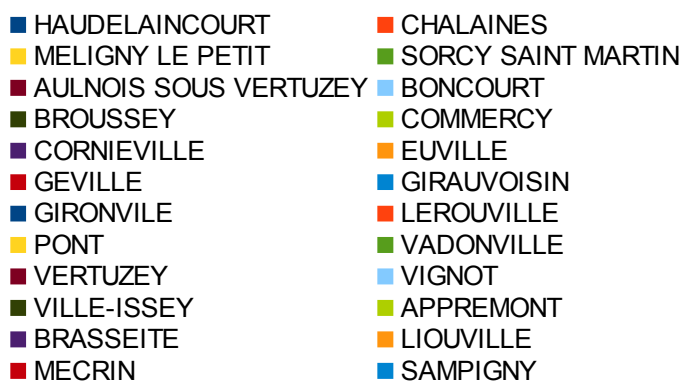 HAUDELAINCOURT CHALAINES
MELIGNY LE PETIT SORCY SAINT MARTIN
AULNOIS SOUS VERTUZEY BONCOURT
BROUSSEY COMMERCY
CORNIEVILLE EUVILLE
GEVILLE GIRAUVOISIN
GIRONVILE LEROUVILLE
PONT VADONVILLE
VERTUZEY VIGNOT
VILLE-ISSEY APPREMONT
BRASSEITE LIOUVILLE
MECRIN SAMPIGNY